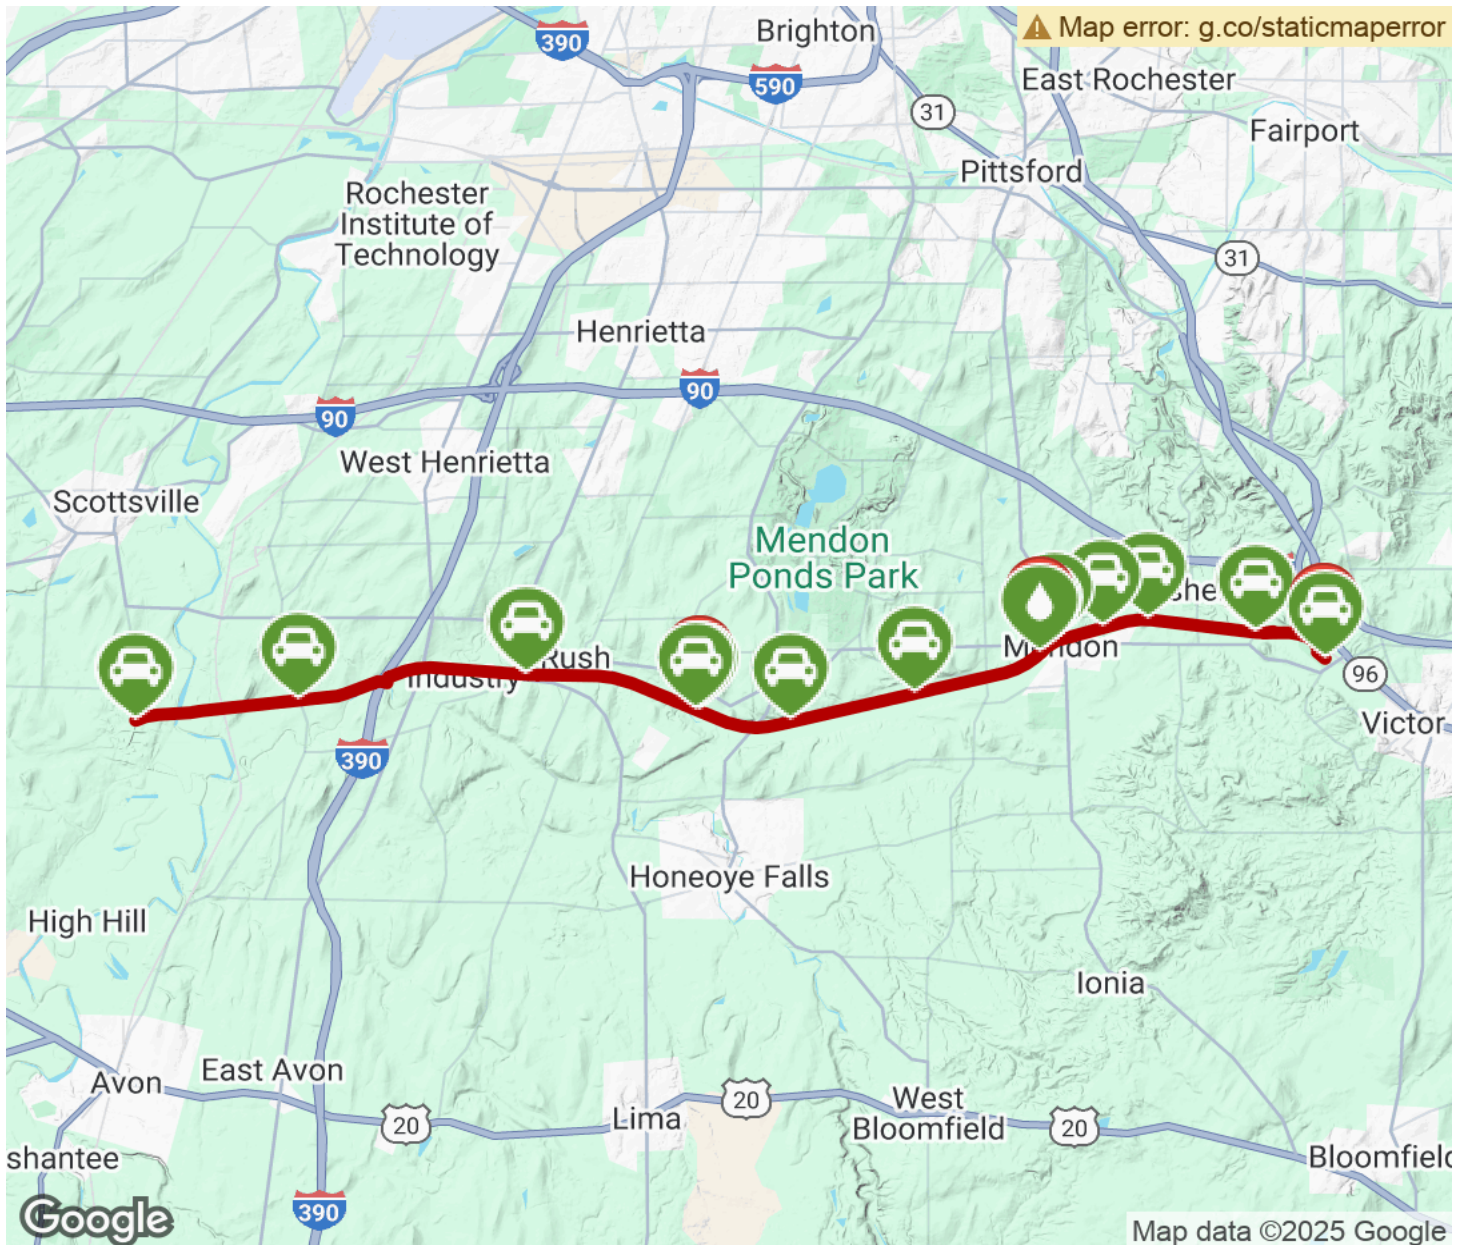 Brighton
Map error: g.co/staticmaperror
390
590
East Rochester
31
Fairport
Pittsford
Rochester
Institute of
Technology
31
Henrietta
90
90
West Henrietta
Scottsville
Mendon
Ponds Park
Rush
Industry
96
Victor
390
Honeoye Falls
High Hill
Ionia
Avon
East Avon
20
Lima
20
West
Bloomfield
20
shantee
Bloomfield
390
Google
Map data ©2025 Google